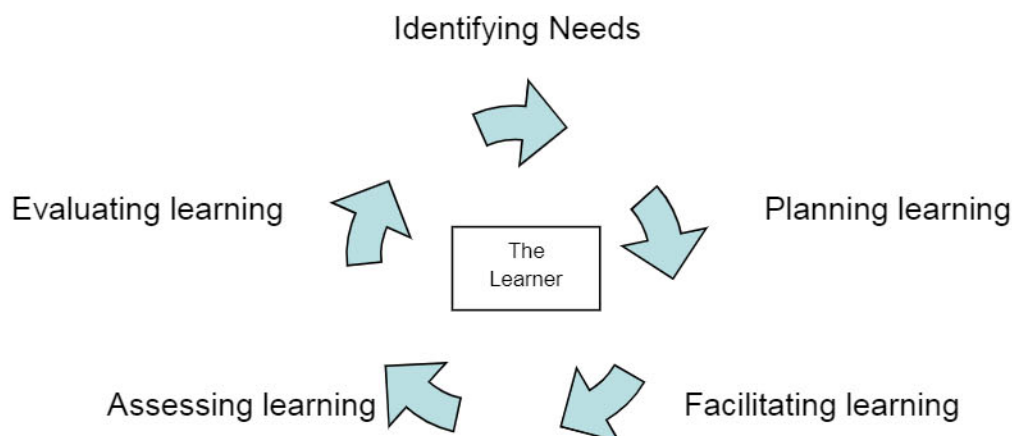 Identifying Needs
Evaluating learning
Planning learning
The
Learner
Assessing learning
Facilitating learning